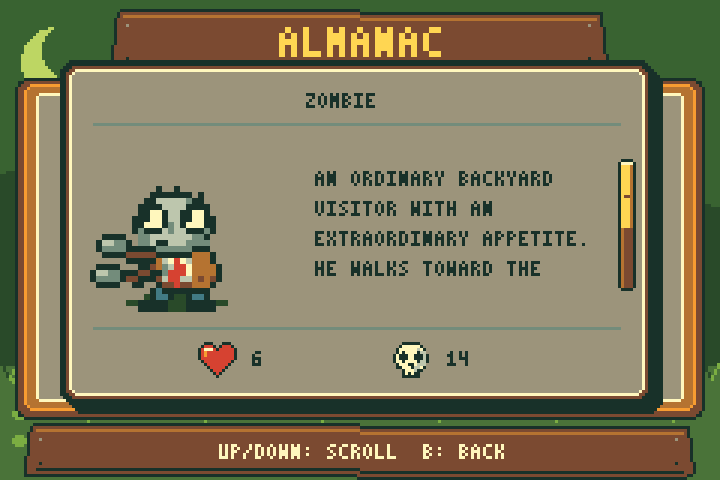 ALMANAC
ZOMBIE
AN ORDINARY BACKYARD
VISITOR WITH AN
EXTRAORDINARY APPETITE.
HE WALKS TOWARD THE
6
14
UP/DOWN: SCROLL  B: BACK